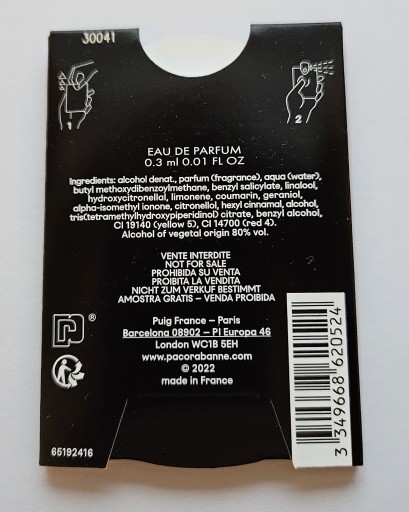 30041
1
2
EAU DE PARFUM
0.3 ml 0.01 FL OZ
Ingredients: alcohol denat., parfum (fragrance), aqua (water),
butyl methoxydibenzoylmethane, benzyl salicylate, linalool,
hydroxycitronellal, limonene, coumarin, geraniol,
alpha-isomethyl ionone, citronellol, hexyl cinnamal, alcohol,
tris(tetramethylhydroxypiperidinol) citrate, benzyl alcohol,
CI 19140 (yellow 5), CI 14700 (red 4).
Alcohol of vegetal origin 80% vol.
VENTE INTERDITE
NOT FOR SALE
PROHIBIDA SU VENTA
PROIBITA LA VENDITA
NICHT ZUM VERKUF BESTIMMT
AMOSTRA GRATIS – VENDA PROIBIDA
®
Puig France – Paris
Barcelona 08902 – Pl Europa 46
London WC1B 5EH
www.pacorabanne.com
© 2022
made in France
65192416
3 349668 620524